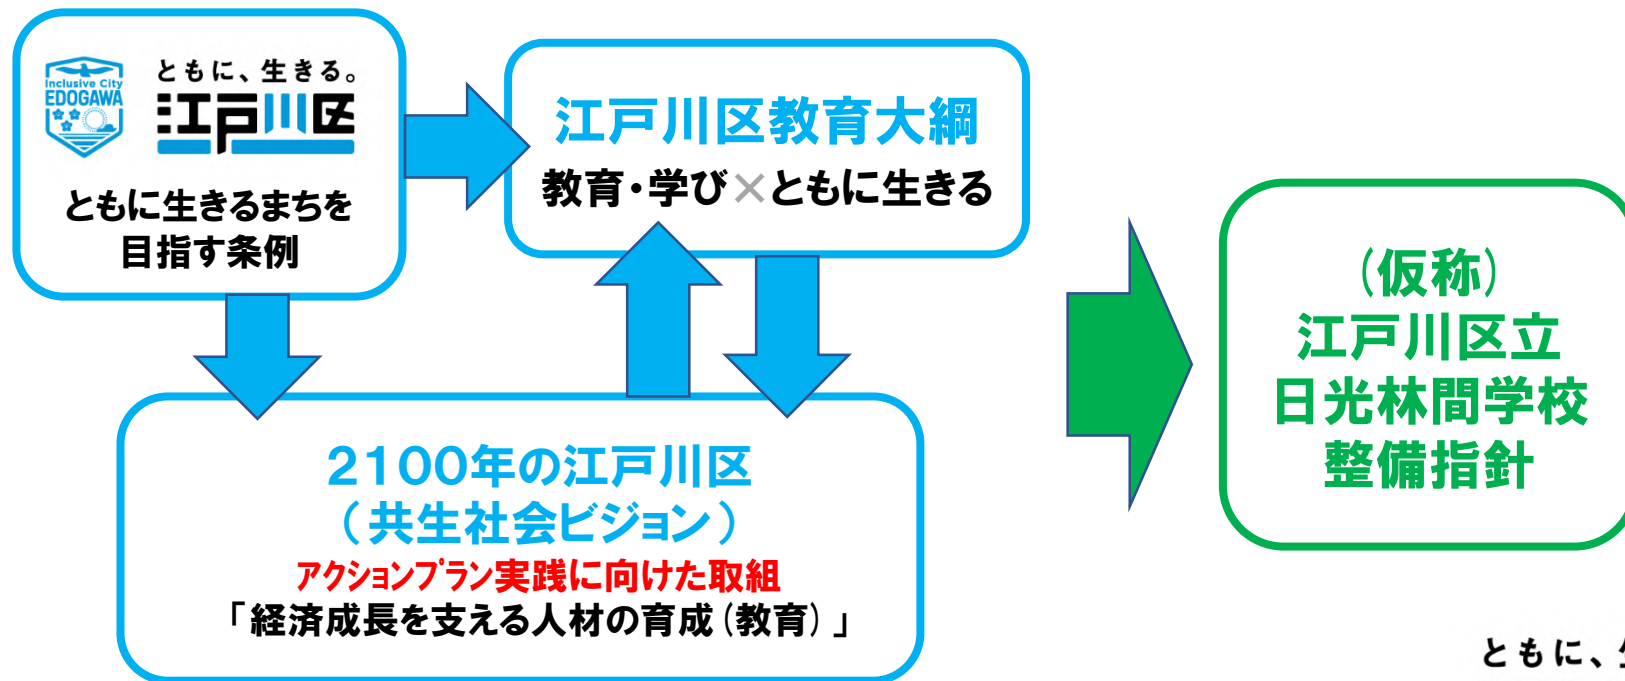 Inclusive City
EDOGAWA
ともに、生きる。
江戸川区
ともに生きるまちを
目指す条例
江戸川区教育大綱
教育・学び×ともに生きる
2100年の江戸川区
(共生社会ビジョン)
アクションプラン実践に向けた取組
「経済成長を支える人材の育成(教育)」
(仮称)
江戸川区立
日光林間学校
整備指針
ともに、